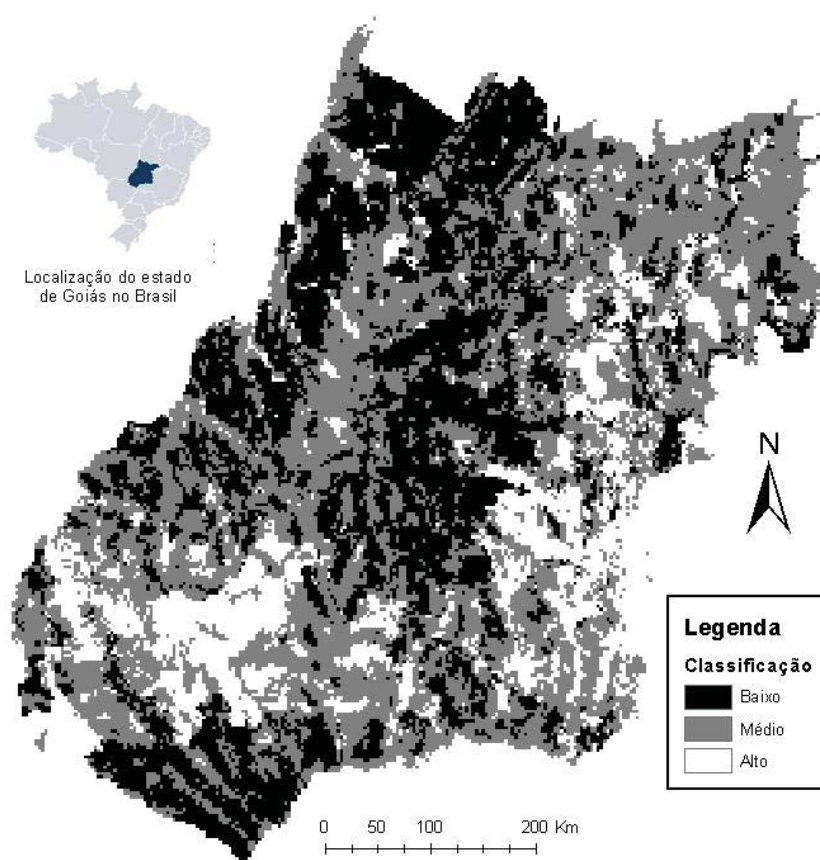 Localização do estado
de Goiás no Brasil
N
Legenda
Classificação
Baixo
Médio
Alto
0 50 100 200 Km